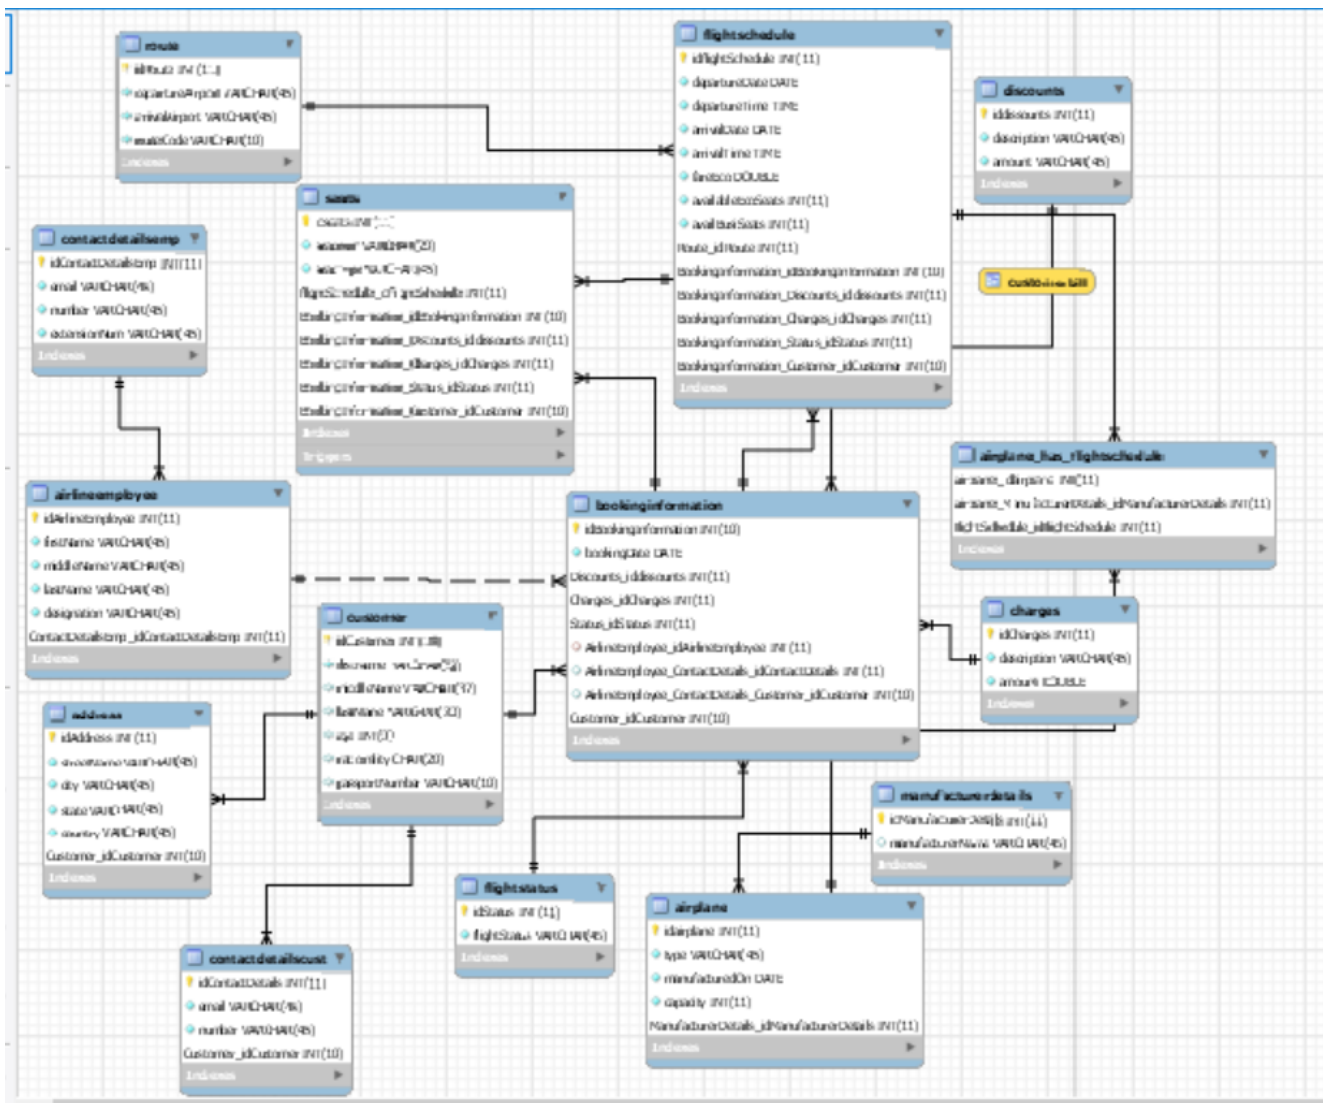 route
arrivalAirport VARCHAR(45)
routeCode VARCHAR(10)
Indexes
flightschedule
idflightSchedule INT(11)
departureDate DATE
departureTime TIME
arrivalDate DATE
arrivalTime TIME
fareEco DOUBLE
availableEcoSeats INT(11)
availBusiSeats INT(11)
Route_idRoute INT(11)
BookingInformation_idBookingInformation INT(10)
BookingInformation_Discounts_iddiscounts INT(11)
BookingInformation_Charges_idCharges INT(11)
BookingInformation_Status_idStatus INT(11)
BookingInformation_Customer_idCustomer INT(10)
Indexes
discounts
iddiscounts INT(11)
description VARCHAR(45)
amount VARCHAR(45)
Indexes
seats
BookingInformation_idBookingInformation INT(10)
BookingInformation_Discounts_iddiscounts INT(11)
BookingInformation_Charges_idCharges INT(11)
BookingInformation_Status_idStatus INT(11)
BookingInformation_Customer_idCustomer INT(10)
Indexes
Triggers
contactdetailsemp
idContactDetailsEmp INT(11)
email VARCHAR(45)
number VARCHAR(45)
extensionNum VARCHAR(45)
Indexes
airlineemployee
idAirlineEmployee INT(11)
firstName VARCHAR(45)
middleName VARCHAR(45)
lastName VARCHAR(45)
designation VARCHAR(45)
ContactDetailsEmp_idContactDetailsEmp INT(11)
Indexes
bookinginformation
idBookingInformation INT(10)
bookingDate DATE
Discounts_iddiscounts INT(11)
Charges_idCharges INT(11)
Status_idStatus INT(11)
AirlineEmployee_idAirlineEmployee INT(11)
AirlineEmployee_ContactDetails_idContactDetails INT(11)
AirlineEmployee_ContactDetails_Customer_idCustomer INT(10)
Customer_idCustomer INT(10)
Indexes
airplane_has_flightschedule
airplane_ManufacturerDetails_idManufacturerDetails INT(11)
flightSchedule_idflightSchedule INT(11)
Indexes
charges
idCharges INT(11)
description VARCHAR(45)
amount DOUBLE
Indexes
customer
lastName VARCHAR(30)
nationality CHAR(20)
passportNumber VARCHAR(10)
Indexes
address
idAddress INT(11)
streetName VARCHAR(45)
city VARCHAR(45)
state VARCHAR(45)
country VARCHAR(45)
Customer_idCustomer INT(10)
Indexes
manufacturerdetails
idManufacturerDetails INT(11)
manufacturerName VARCHAR(45)
Indexes
flightstatus
idStatus INT(11)
flightStatus VARCHAR(45)
Indexes
airplane
idairplane INT(11)
type VARCHAR(45)
manufacturedOn DATE
capacity INT(11)
ManufacturerDetails_idManufacturerDetails INT(11)
Indexes
contactdetailscust
idContactDetails INT(11)
email VARCHAR(45)
number VARCHAR(45)
Customer_idCustomer INT(10)
Indexes